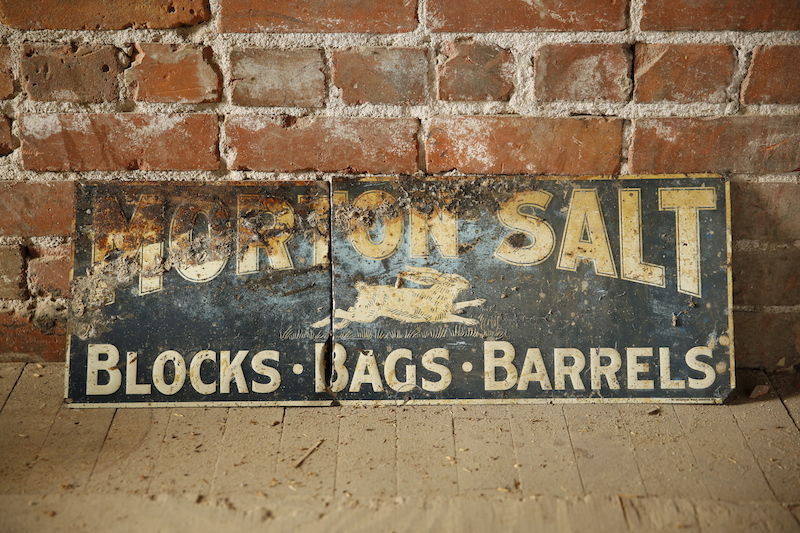 MORTON SALT
BLOCKS · BAGS · BARRELS